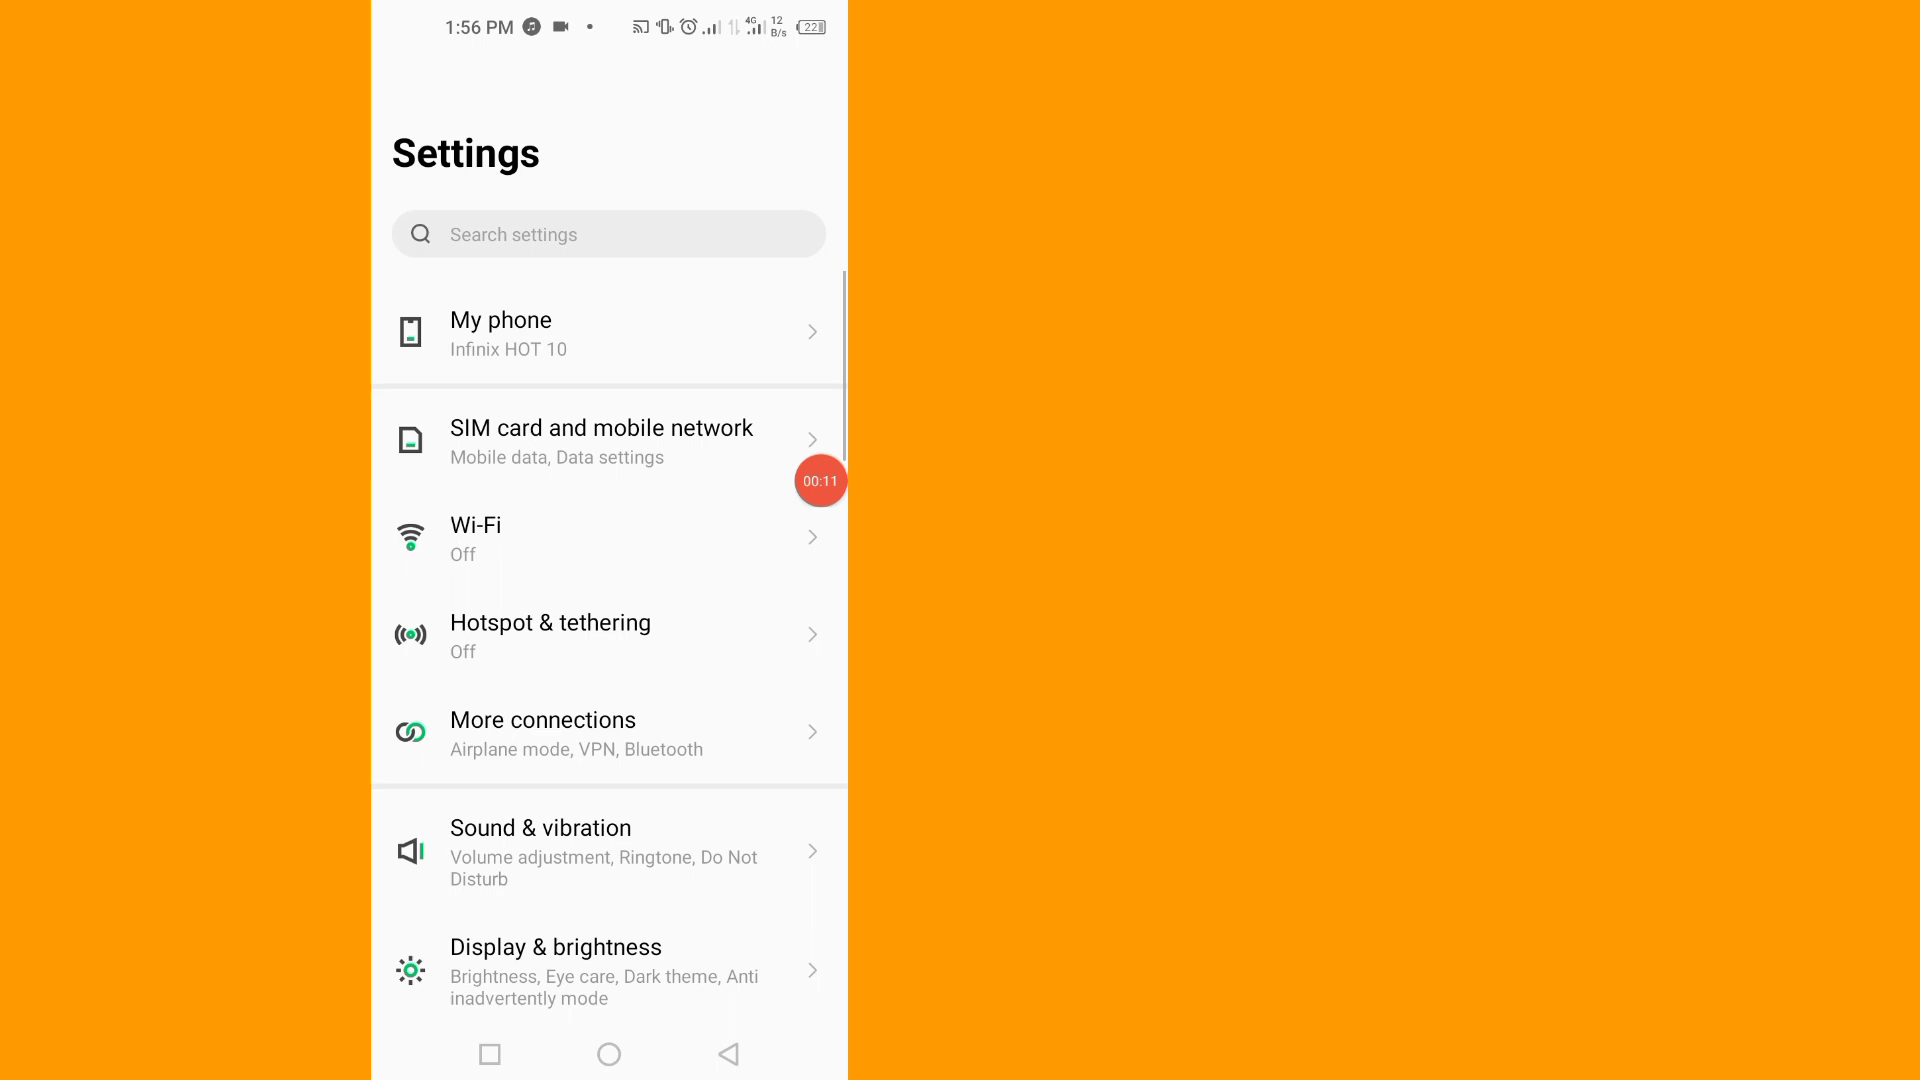 1:56 PM 4G 12 B/s 22
Settings
Search settings
My phone
Infinix HOT 10
SIM card and mobile network
Mobile data, Data settings
00:11
Wi-Fi
Off
Hotspot & tethering
Off
More connections
Airplane mode, VPN, Bluetooth
Sound & vibration
Volume adjustment, Ringtone, Do Not
Disturb
Display & brightness
Brightness, Eye care, Dark theme, Anti
inadvertently mode